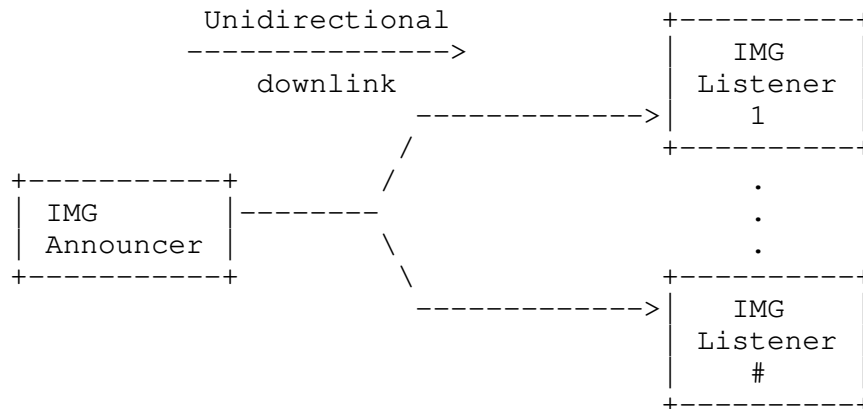 Unidirectional
downlink
IMG
Listener
1
IMG
Announcer
.
.
.
IMG
Listener
#